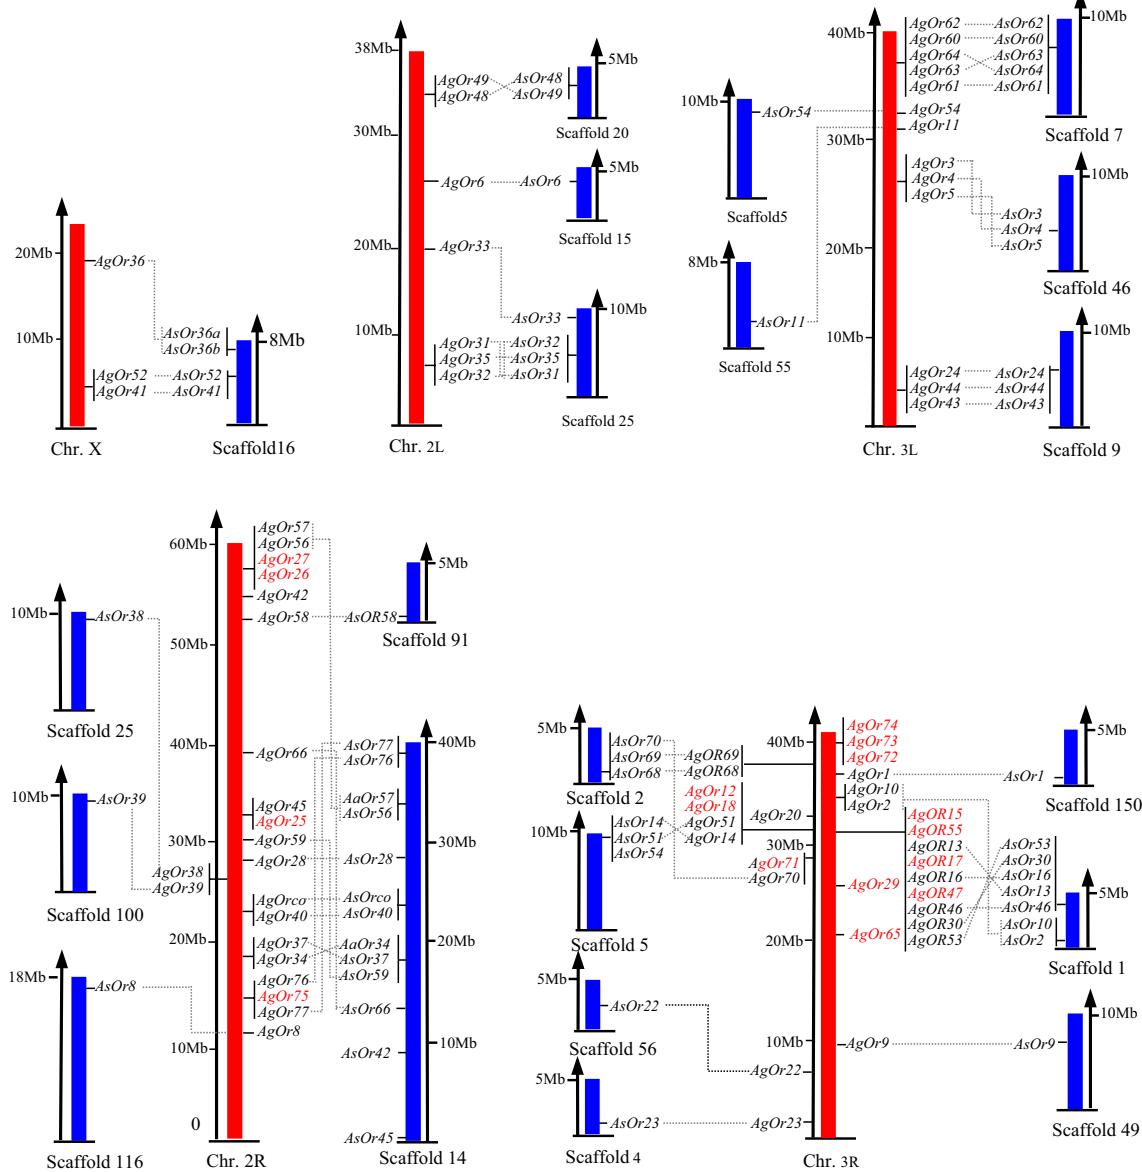 20Mb
10Mb
AgOr36
AgOr52
AgOr41
Chr. X
AsOr36a
AsOr36b
AsOr52
AsOr41
8Mb
Scaffold16
38Mb
30Mb
20Mb
10Mb
AgOr49
AgOr48
AgOr6
AgOr33
AgOr31
AgOr35
AgOr32
Chr. 2L
AsOr48
AsOr49
5Mb
Scaffold 20
AsOr6
5Mb
Scaffold 15
AsOr33
AsOr32
AsOr35
AsOr31
10Mb
Scaffold 25
10Mb
AsOr54
Scaffold5
8Mb
AsOr11
Scaffold 55
40Mb
30Mb
20Mb
10Mb
AgOr62
AgOr60
AgOr64
AgOr63
AgOr61
AgOr54
AgOr11
AgOr3
AgOr4
AgOr5
AgOr24
AgOr44
AgOr43
Chr. 3L
AsOr62
AsOr60
AsOr63
AsOr64
AsOr61
10Mb
Scaffold 7
AsOr3
AsOr4
AsOr5
10Mb
Scaffold 46
AsOr24
AsOr44
AsOr43
10Mb
Scaffold 9
10Mb
AsOr38
Scaffold 25
10Mb
AsOr39
Scaffold 100
18Mb
AsOr8
Scaffold 116
60Mb
50Mb
40Mb
30Mb
AgOr38
AgOr39
20Mb
10Mb
0
AgOr57
AgOr56
AgOr27
AgOr26
AgOr42
AgOr58
AgOr66
AgOr45
AgOr25
AgOr59
AgOr28
AgOrco
AgOr40
AgOr37
AgOr34
AgOr76
AgOr75
AgOr77
AgOr8
Chr. 2R
AsOR58
5Mb
Scaffold 91
AsOr77
AsOr76
AaOr57
AsOr56
AsOr28
AsOrco
AsOr40
AaOr34
AsOr37
AsOr59
AsOr66
AsOr42
AsOr45
40Mb
30Mb
20Mb
10Mb
Scaffold 14
5Mb
AsOr70
AsOr69
AsOr68
Scaffold 2
10Mb
AsOr14
AsOr51
AsOr54
Scaffold 5
5Mb
AsOr22
Scaffold 56
5Mb
AsOr23
Scaffold 4
AgOR69
AgOR68
AgOr12
AgOr18
AgOr51
AgOr14
AgOr71
AgOr70
40Mb
AgOr20
30Mb
20Mb
10Mb
AgOr22
AgOr23
Chr. 3R
AgOr74
AgOr73
AgOr72
AgOr1
AgOr10
AgOr2
AgOR15
AgOR55
AgOR13
AgOR17
AgOR16
AgOR47
AgOR46
AgOR30
AgOR53
AgOr29
AgOr65
AgOr9
AsOr1
5Mb
Scaffold 150
AsOr53
AsOr30
AsOr16
AsOr13
AsOr46
AsOr10
AsOr2
5Mb
Scaffold 1
AsOr9
10Mb
Scaffold 49